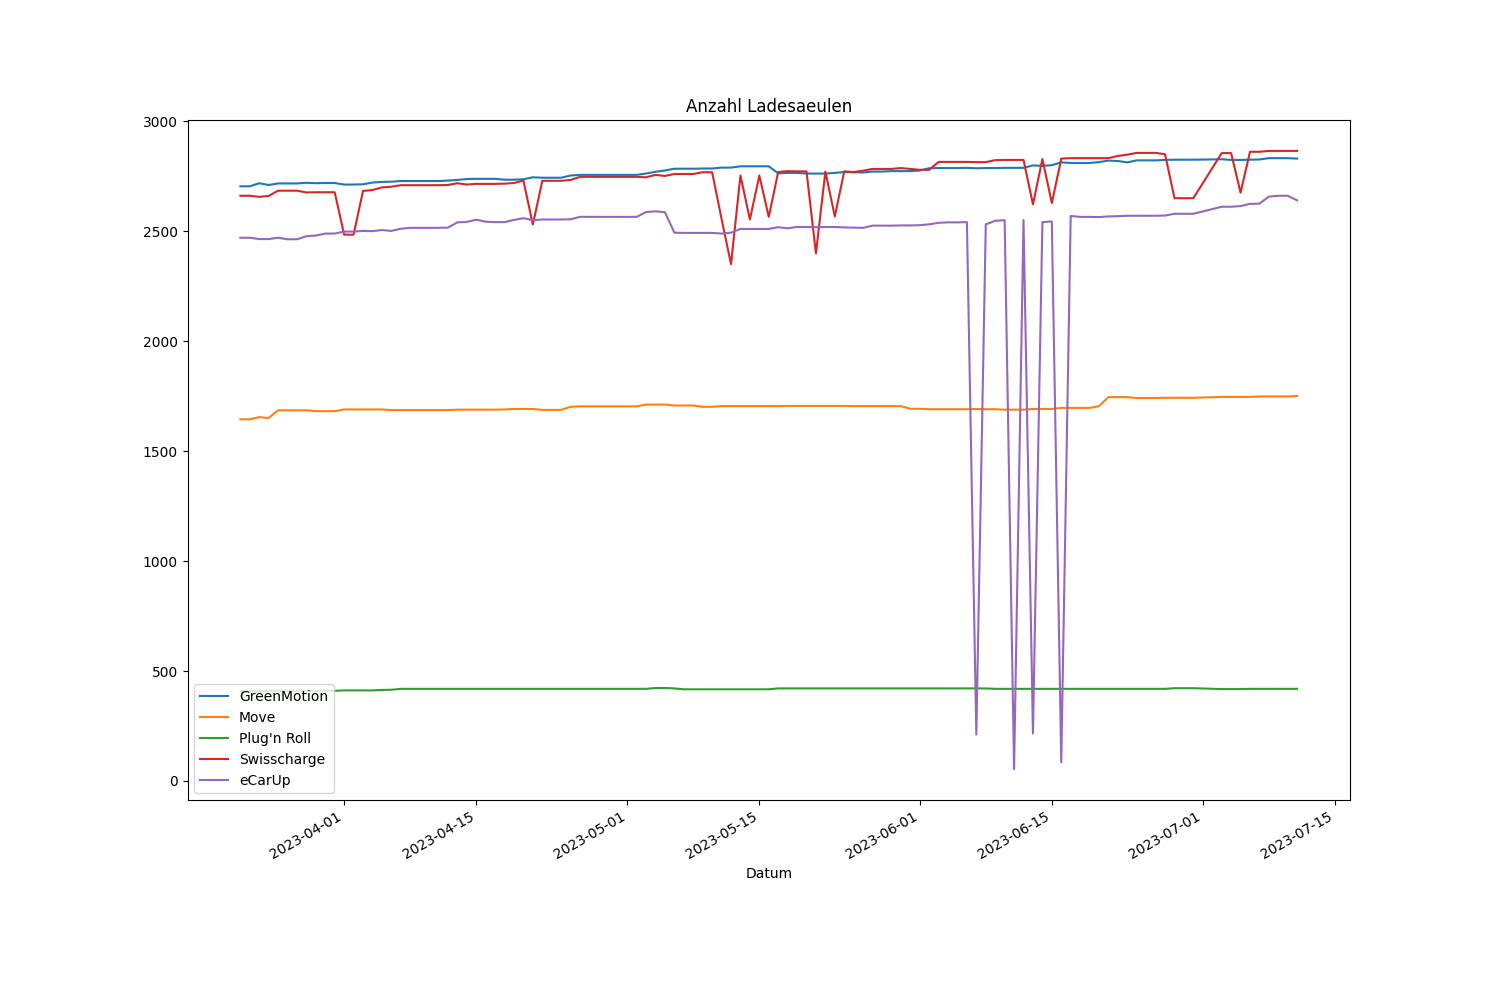 Anzahl Ladesaeulen
3000
2500
2000
1500
1000
500
0
GreenMotion
Move
Plug'n Roll
Swisscharge
eCarUp
2023-04-01
2023-04-15
2023-05-01
2023-05-15
2023-06-01
2023-06-15
2023-07-01
2023-07-15
Datum